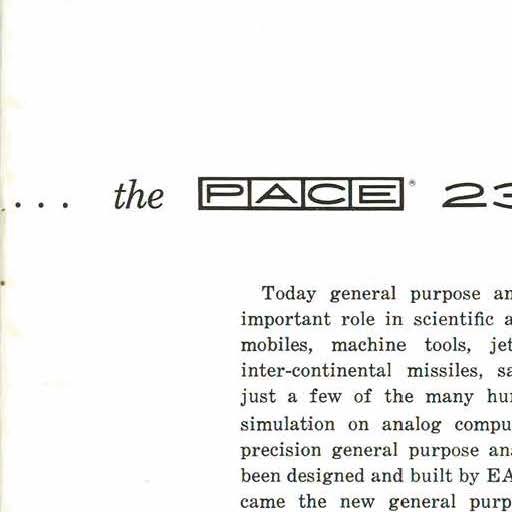 ... the PACE® 23
Today general purpose an
important role in scientific a
mobiles, machine tools, jet
inter-continental missiles, sa
just a few of the many hu
simulation on analog compu
precision general purpose ana
been designed and built by EA
came the new general purp